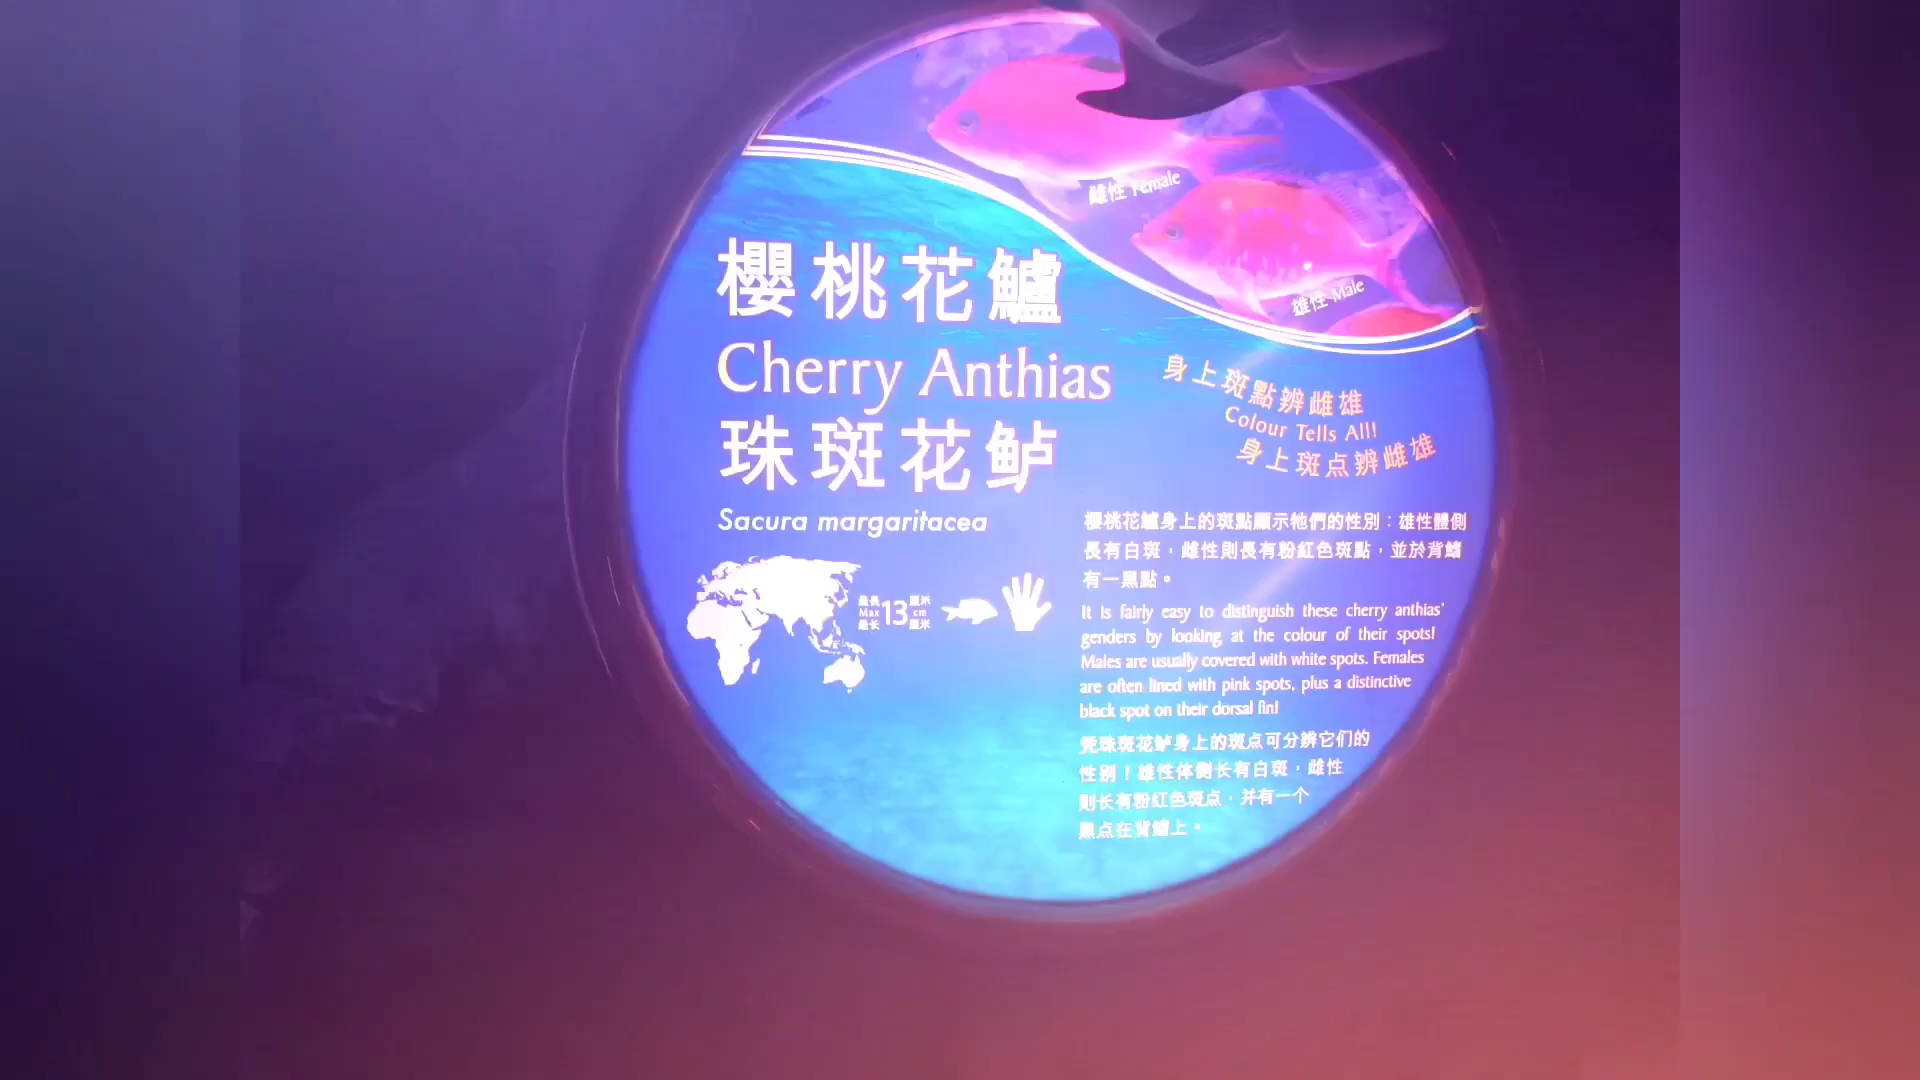 雌性 Female
雄性 Male
櫻桃花鱸
Cherry Anthias
珠斑花鲈
Sacura margaritacea
最長
Max
最长
13
厘米
cm
厘米
身上斑點辨雌雄
Colour Tells All!
身上斑点辨雌雄
櫻桃花鱸身上的斑點顯示牠們的性別：雄性體側
長有白斑，雌性則長有粉紅色斑點，並於背鰭
有一黑點。
It is fairly easy to distinguish these cherry anthias'
genders by looking at the colour of their spots!
Males are usually covered with white spots. Females
are often lined with pink spots, plus a distinctive
black spot on their dorsal fin!
凭珠斑花鲈身上的斑点可分辨它们的
性别！雄性体侧长有白斑，雌性
则长有粉红色斑点，并有一个
黑点在背鳍上。